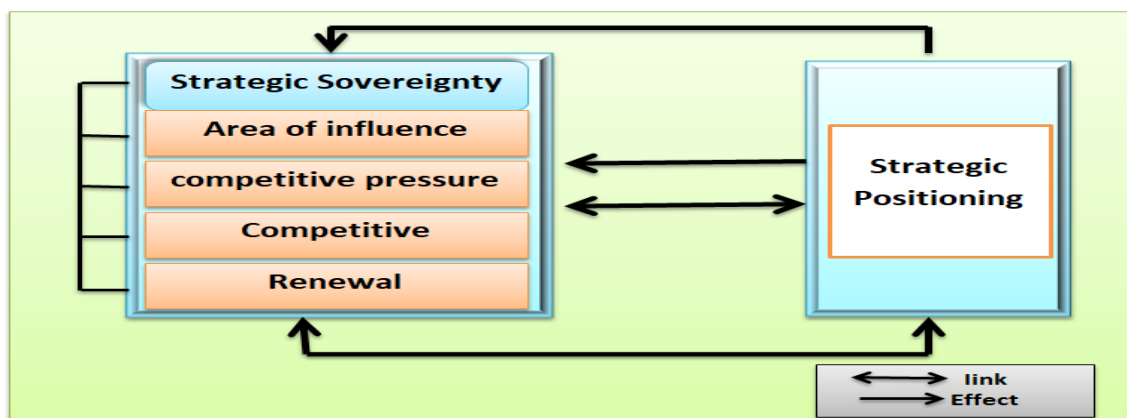 Strategic Sovereignty
Area of influence
competitive pressure
Competitive
Renewal
Strategic
Positioning
link
Effect